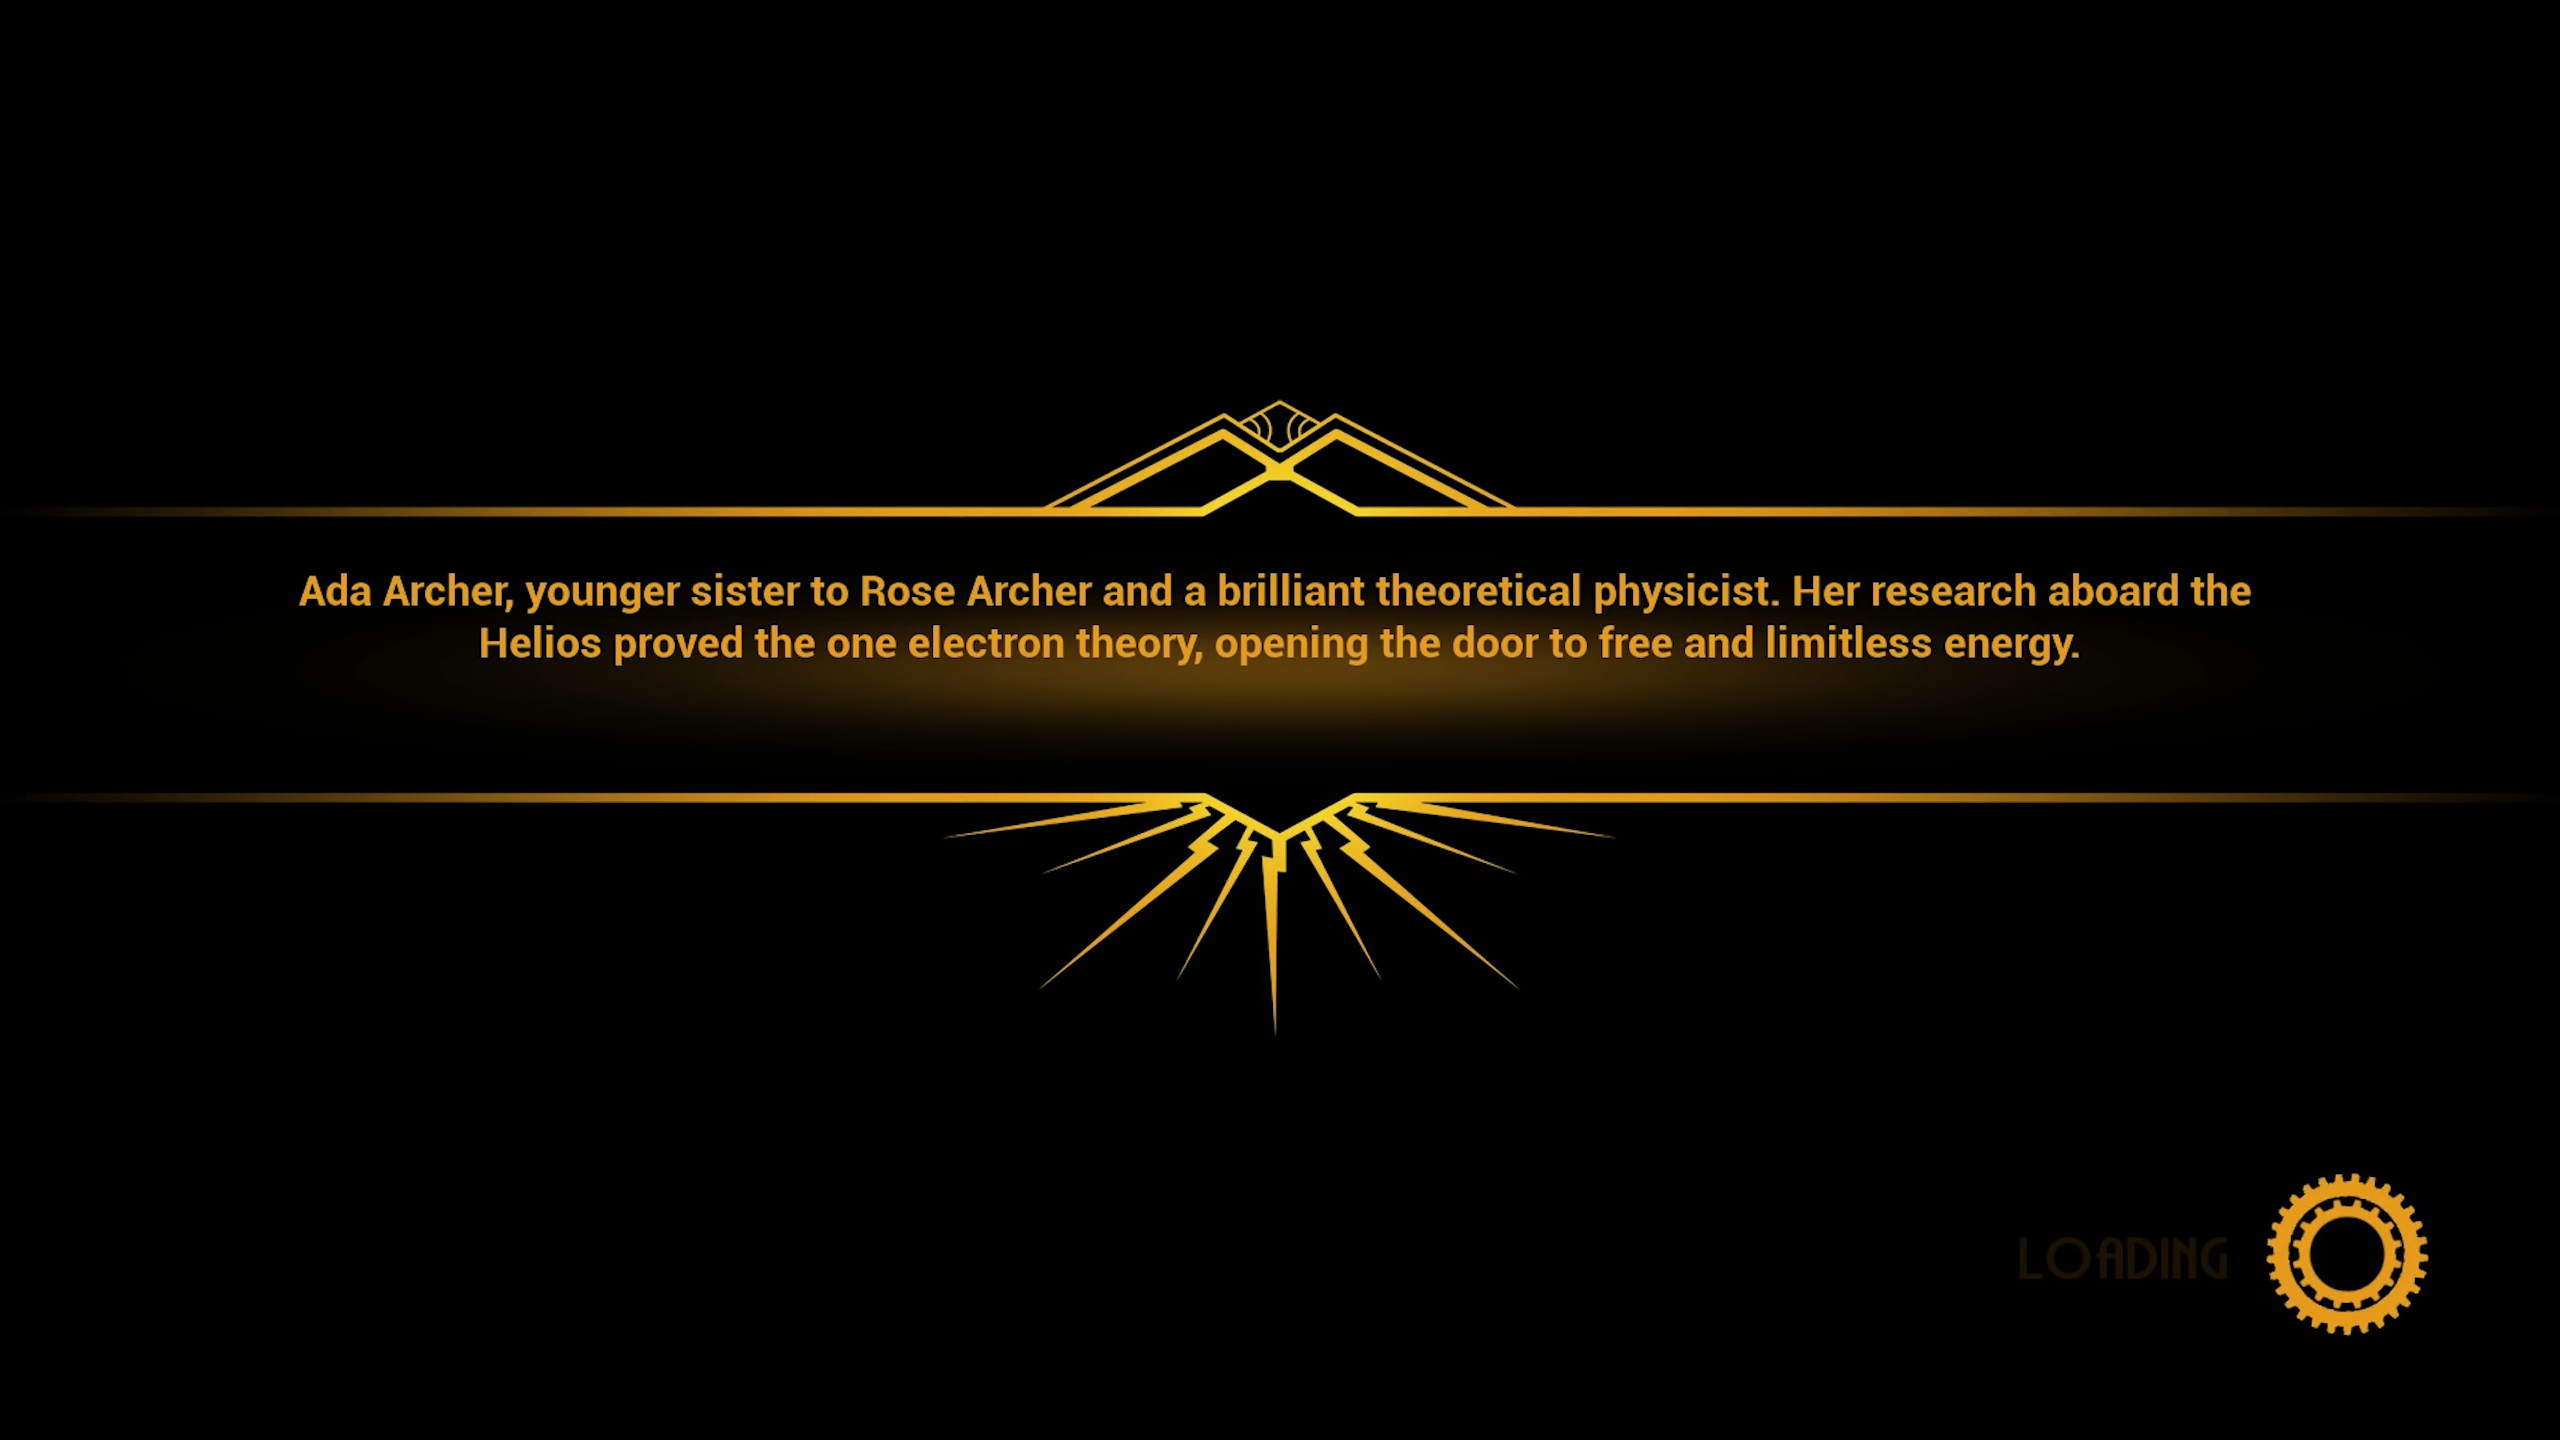 Ada Archer, younger sister to Rose Archer and a brilliant theoretical physicist. Her research aboard the
Helios proved the one electron theory, opening the door to free and limitless energy.
LOADING